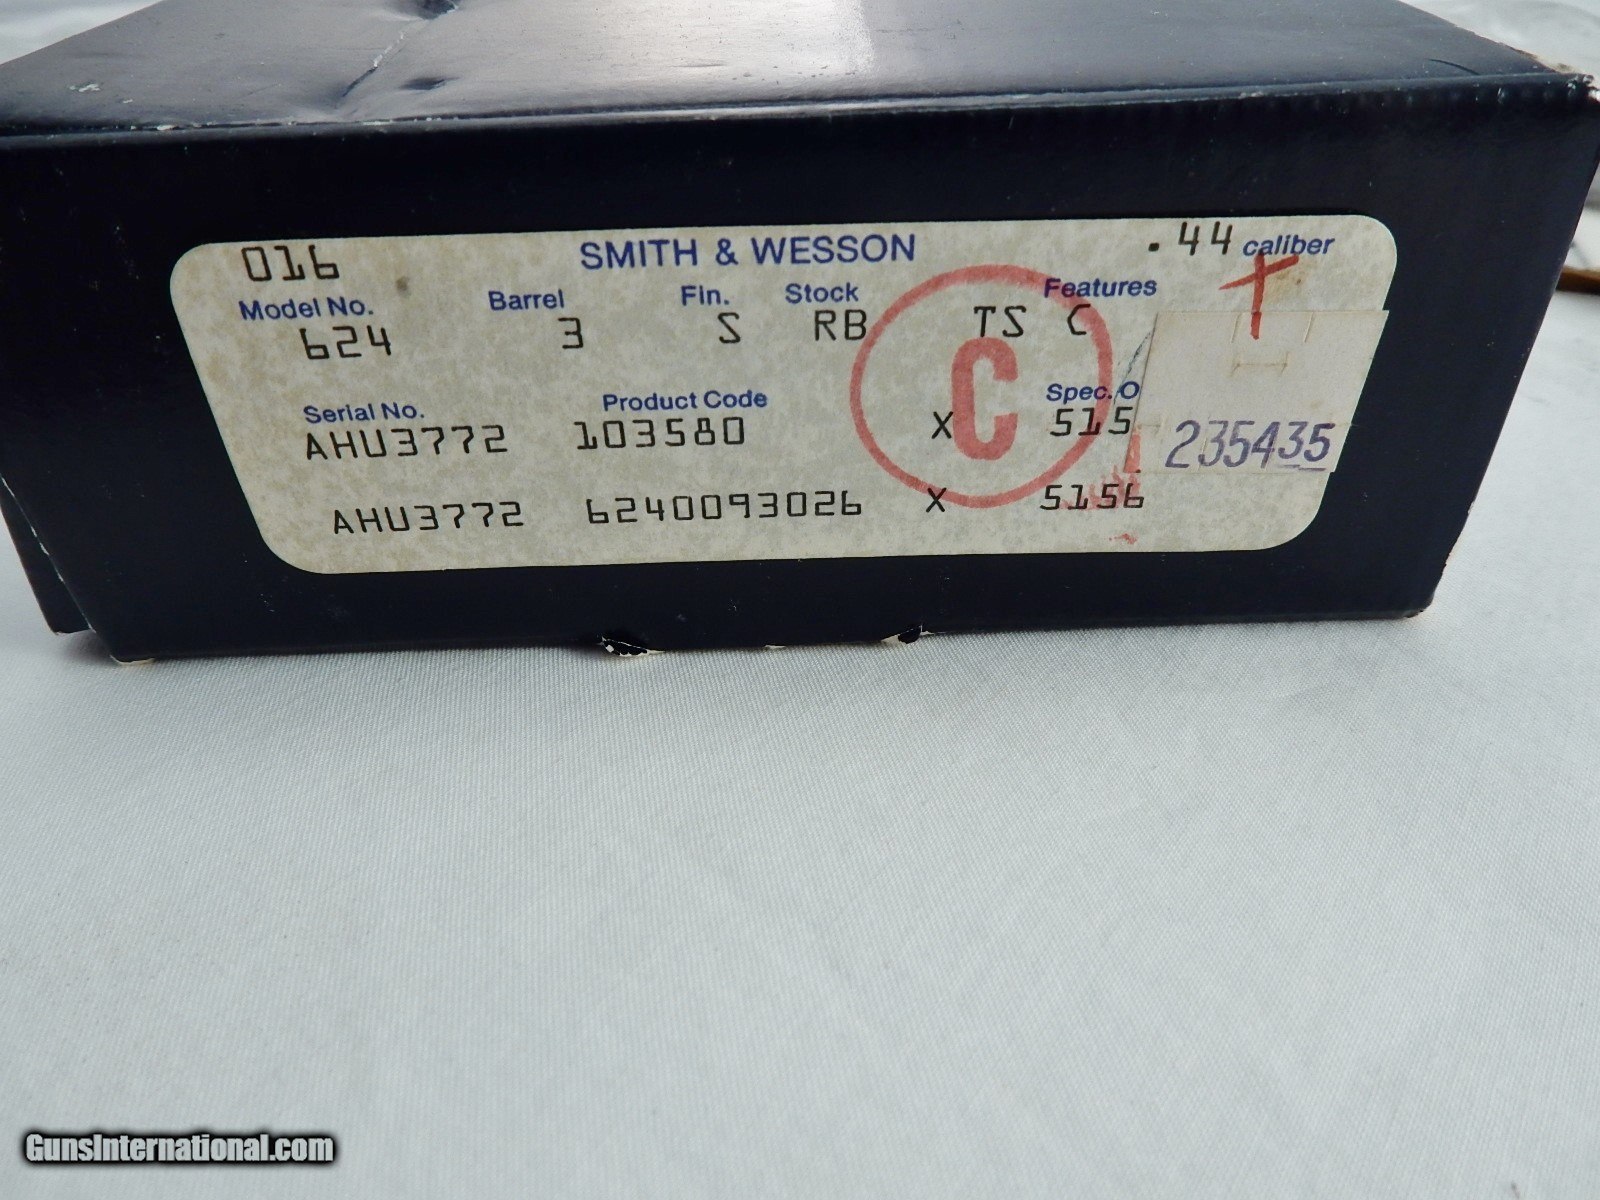 016 SMITH & WESSON .44 caliber
Model No. Barrel Fin. Stock Features
624 3 S RB TS C
C
Serial No. Product Code Spec. O
AHU3772 103580 X 515
235435
AHU3772 6240093026 X 5156
GunsInternational.com